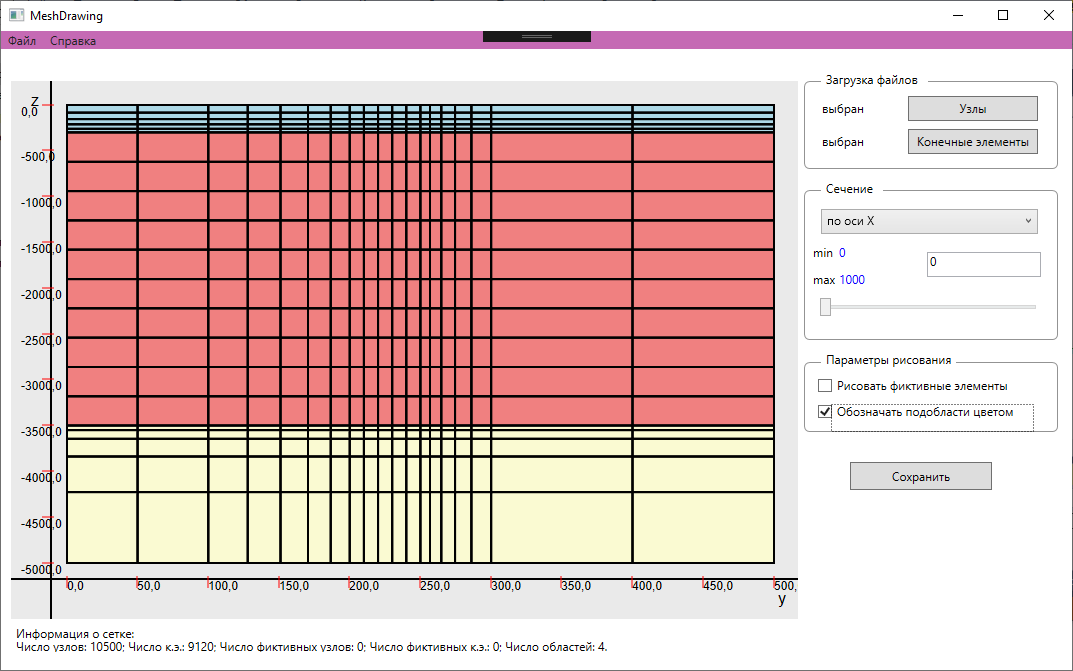 MeshDrawing
Файл Справка
Z
0,0
-500,0
-1000,0
-1500,0
-2000,0
-2500,0
-3000,0
-3500,0
-4000,0
-4500,0
-5000,0
0,0 50,0 100,0 150,0 200,0 250,0 300,0 350,0 400,0 450,0 500,
y
Загрузка файлов
выбран Узлы
выбран Конечные элементы
Сечение
по оси X
min 0
0
max 1000
Параметры рисования
Рисовать фиктивные элементы
Обозначать подобласти цветом
Сохранить
Информация о сетке:
Число узлов: 10500; Число к.э.: 9120; Число фиктивных узлов: 0; Число фиктивных к.э.: 0; Число областей: 4.